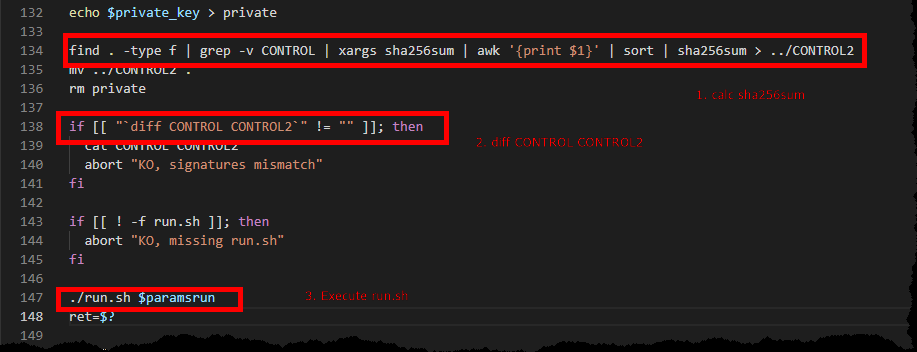 132 echo $private_key > private
133
134 find . -type f | grep -v CONTROL | xargs sha256sum | awk '{print $1}' | sort | sha256sum > ../CONTROL2
135 mv ../CONTROL2 .
1. calc sha256sum
136 rm private
137
138 if [[ "`diff CONTROL CONTROL2`" != "" ]]; then
2. diff CONTROL CONTROL2
139 cat CONTROL CONTROL2
140 abort "KO, signatures mismatch"
141 fi
142
143 if [[ ! -f run.sh ]]; then
144 abort "KO, missing run.sh"
145 fi
146
147 ./run.sh $paramsrun
3. Execute run.sh
148 ret=$?
149